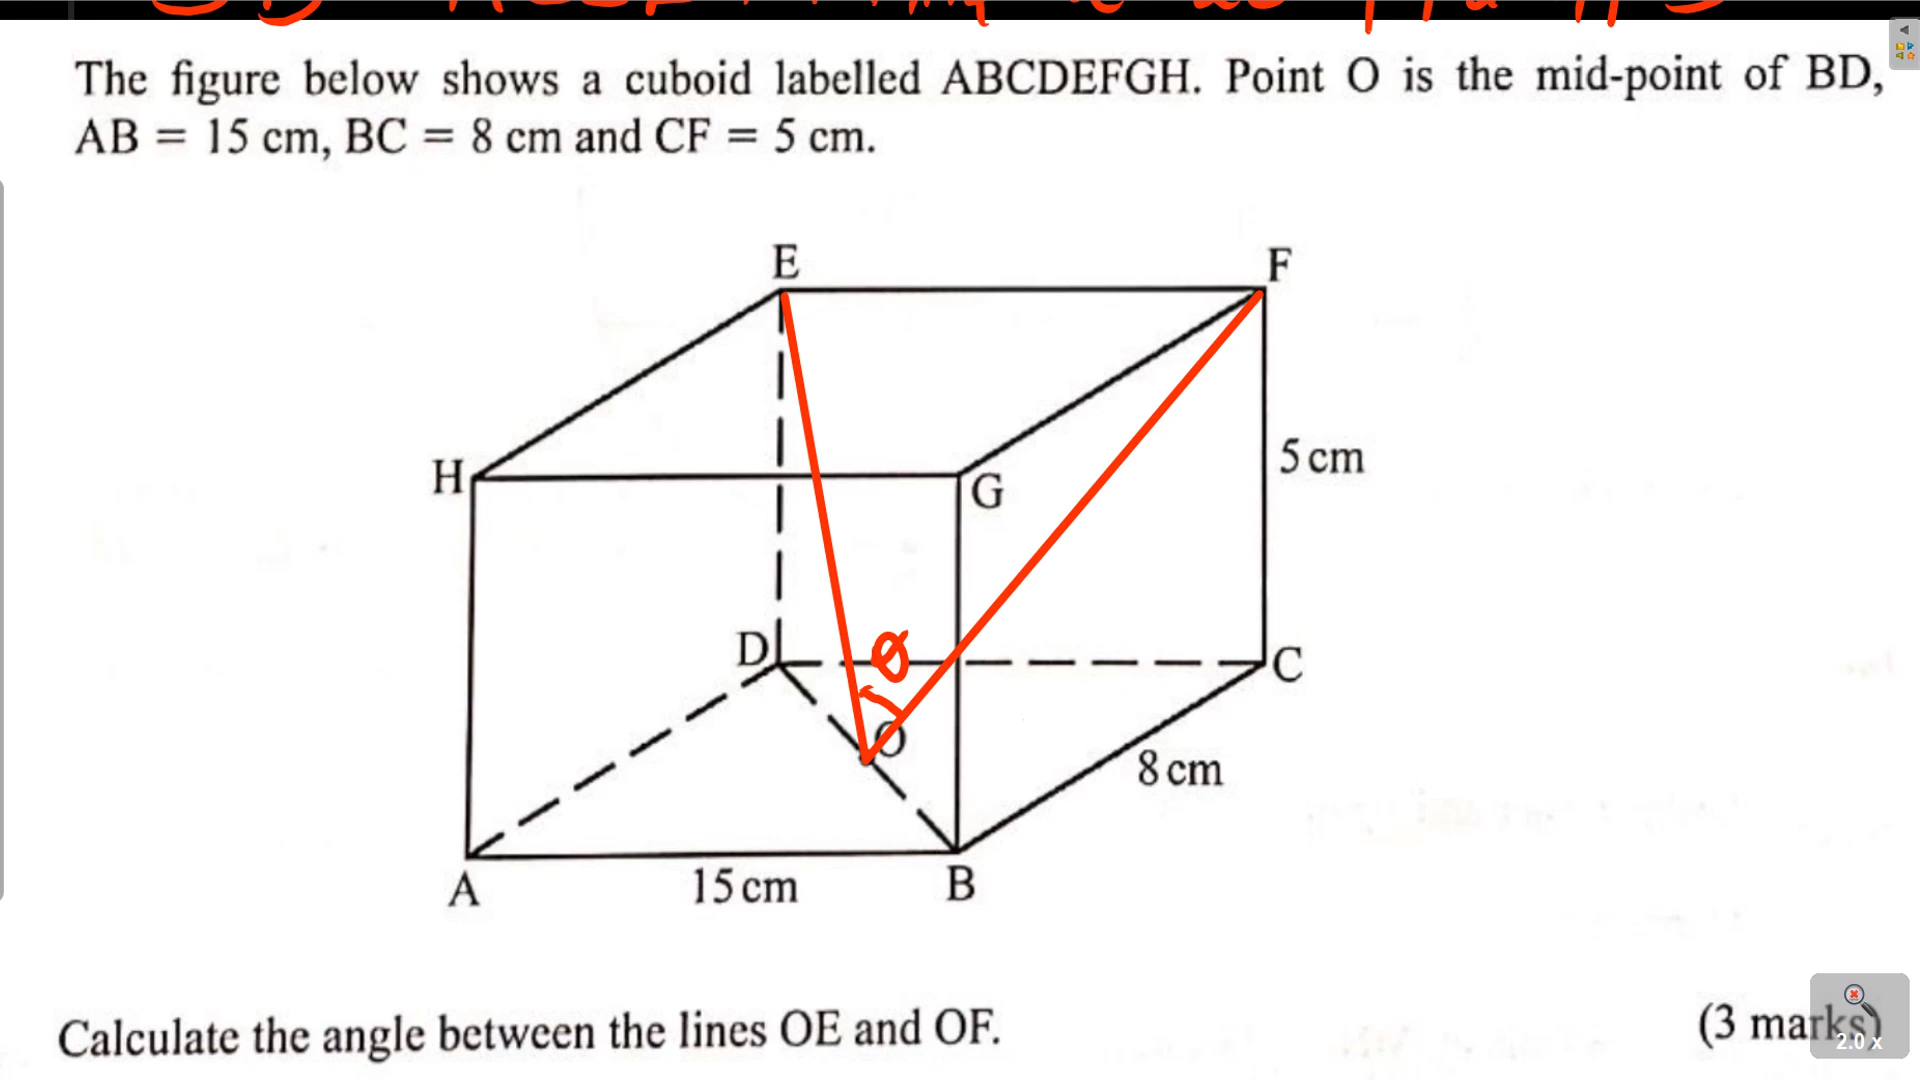 The figure below shows a cuboid labelled ABCDEFGH. Point O is the mid-point of BD,
AB = 15 cm, BC = 8 cm and CF = 5 cm.
E
F
H
G
5 cm
θ
D
C
O
8 cm
A
15 cm
B
Calculate the angle between the lines OE and OF.
(3 marks)
2.0 x